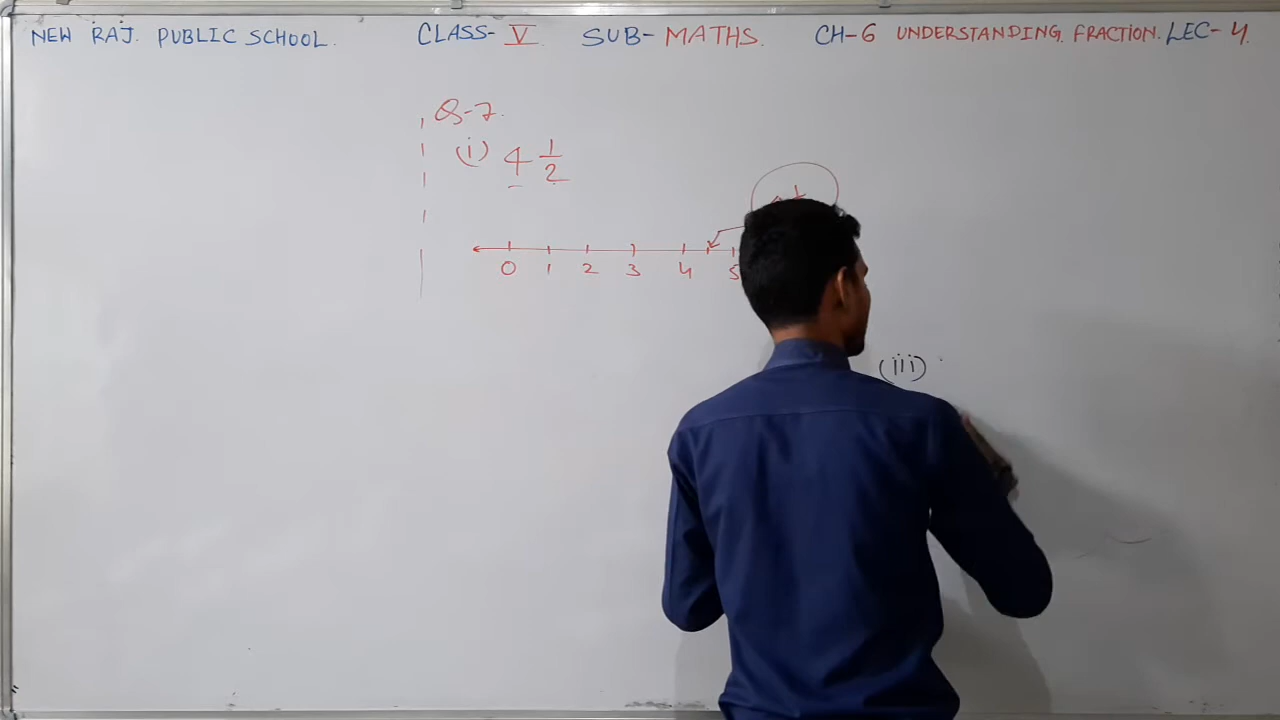 NEW RAJ. PUBLIC SCHOOL. CLASS- V. SUB- MATHS. CH-6 UNDERSTANDING. FRACTION. LEC- 4.
Q-7.
(i) 4 1/2
0 1 2 3 4 5
(iii)